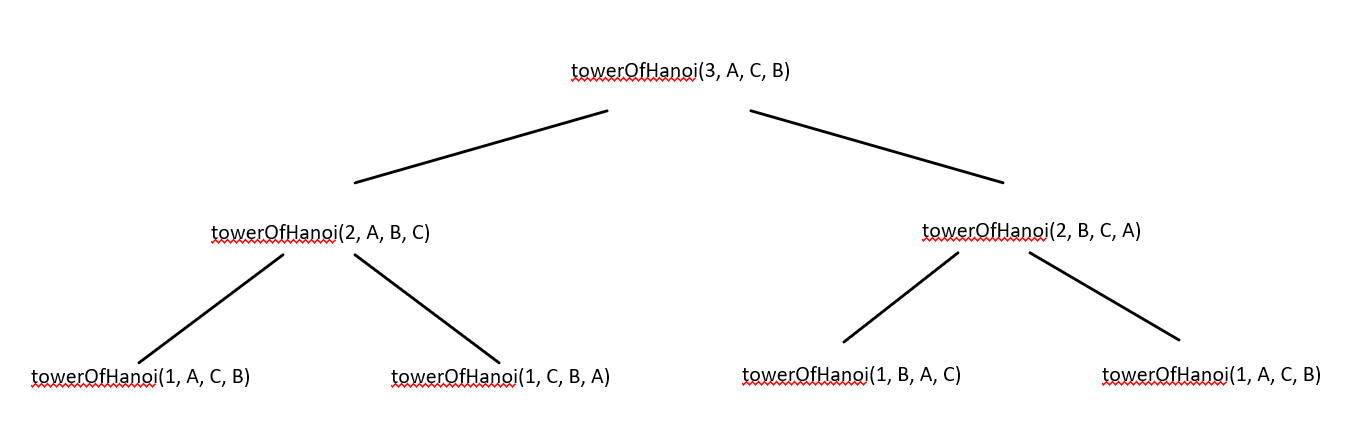 towerOfHanoi(3, A, C, B)
towerOfHanoi(2, A, B, C)
towerOfHanoi(2, B, C, A)
towerOfHanoi(1, A, C, B)
towerOfHanoi(1, C, B, A)
towerOfHanoi(1, B, A, C)
towerOfHanoi(1, A, C, B)